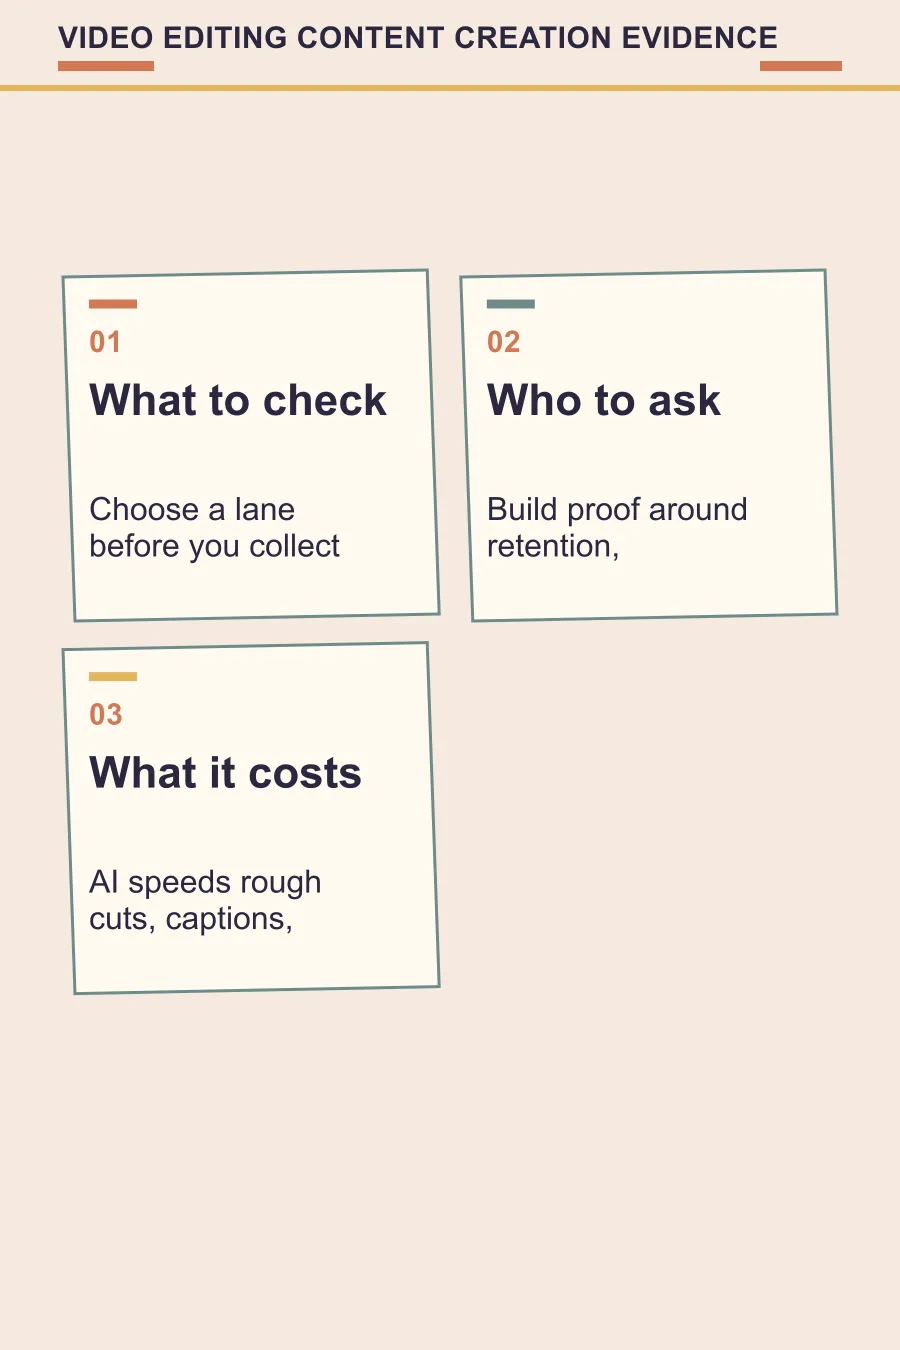 VIDEO EDITING CONTENT CREATION EVIDENCE
01
What to check
Choose a lane
before you collect
02
Who to ask
Build proof around
retention,
03
What it costs
AI speeds rough
cuts, captions,